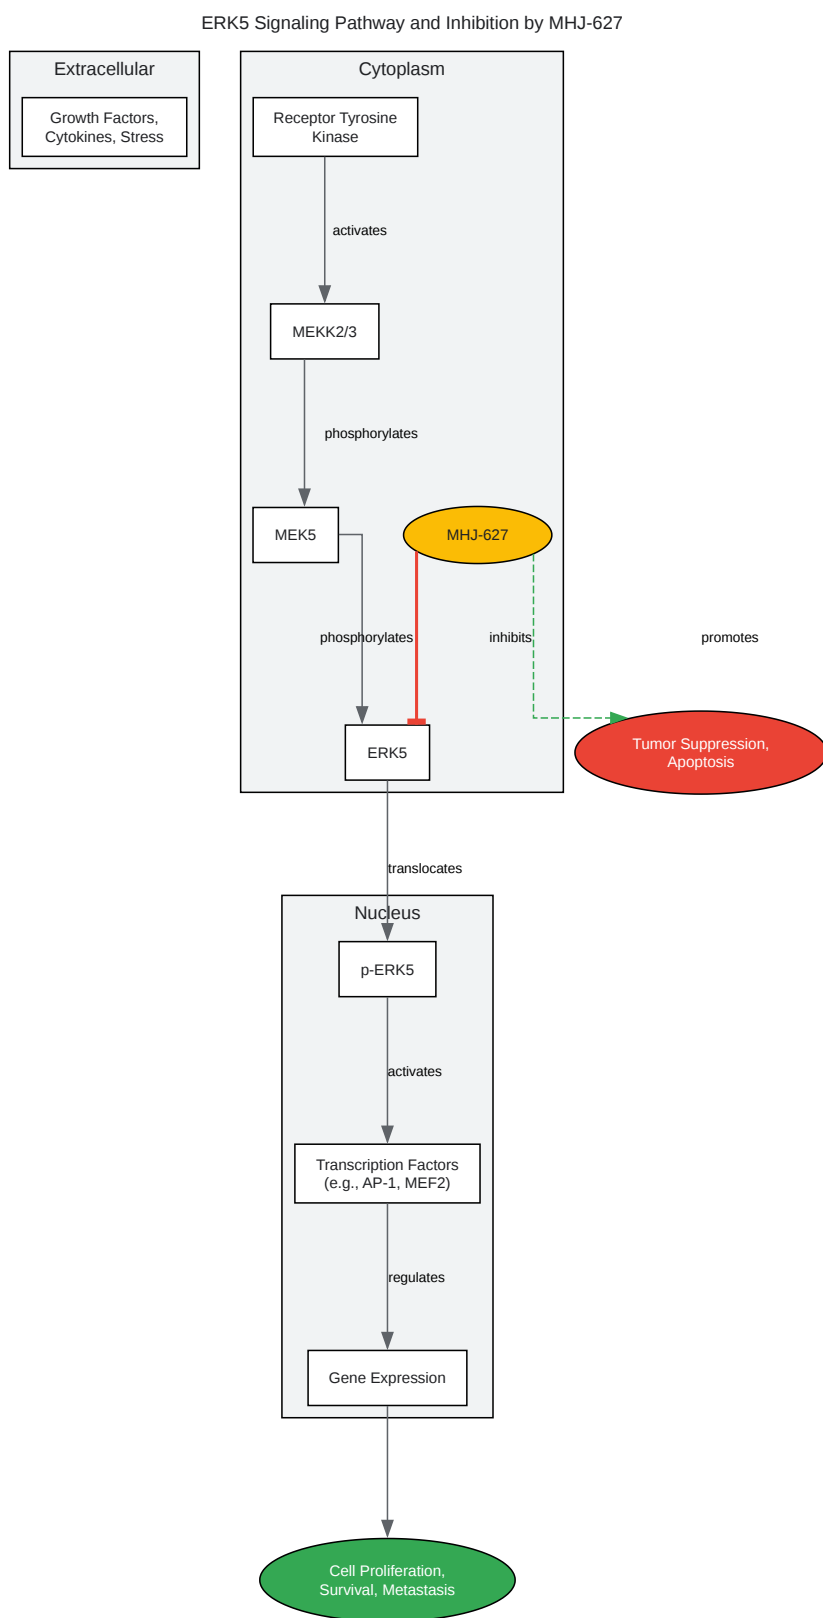 ERK5 Signaling Pathway and Inhibition by MHJ-627
Extracellular
Growth Factors,
Cytokines, Stress
Cytoplasm
Receptor Tyrosine
Kinase
activates
MEKK2/3
phosphorylates
MEK5
MHJ-627
phosphorylates
inhibits
promotes
ERK5
Tumor Suppression,
Apoptosis
translocates
Nucleus
p-ERK5
activates
Transcription Factors
(e.g., AP-1, MEF2)
regulates
Gene Expression
Cell Proliferation,
Survival, Metastasis